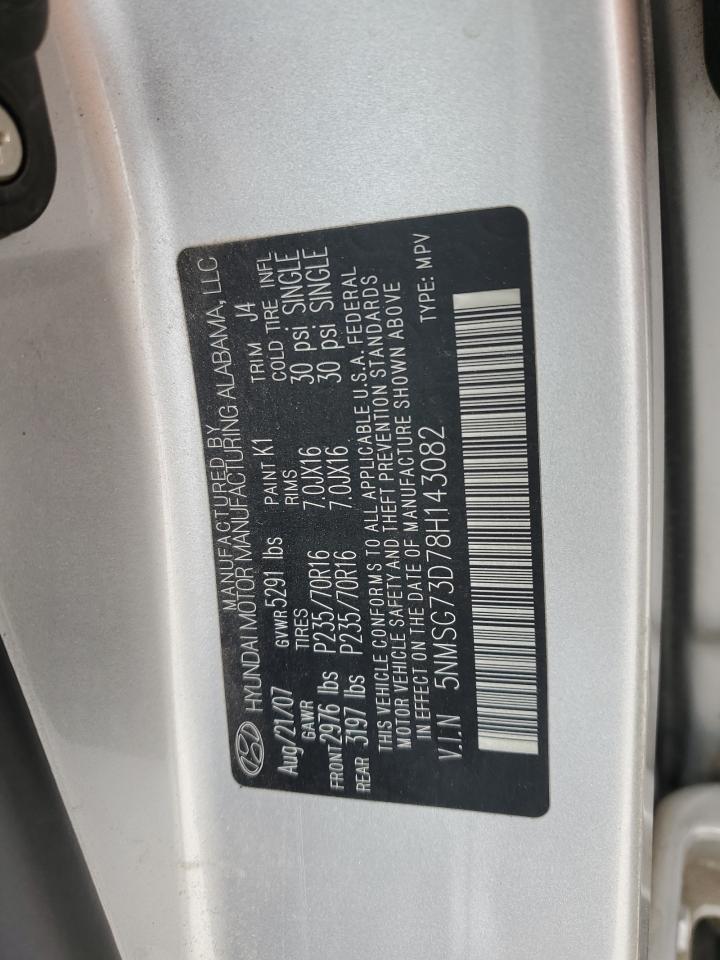 MANUFACTURED BY
HYUNDAI MOTOR MANUFACTURING ALABAMA, LLC
Aug/21/07 GVWR 5291 lbs PAINT K1 TRIM J4
GAWR TIRES RIMS COLD TIRE INFL
FRONT 2976 lbs P235/70R16 7.0JX16 30 psi SINGLE
REAR 3197 lbs P235/70R16 7.0JX16 30 psi SINGLE
THIS VEHICLE CONFORMS TO ALL APPLICABLE U.S.A. FEDERAL
MOTOR VEHICLE SAFETY AND THEFT PREVENTION STANDARDS
IN EFFECT ON THE DATE OF MANUFACTURE SHOWN ABOVE
V.I.N 5NMSG73D78H143082 TYPE: MPV